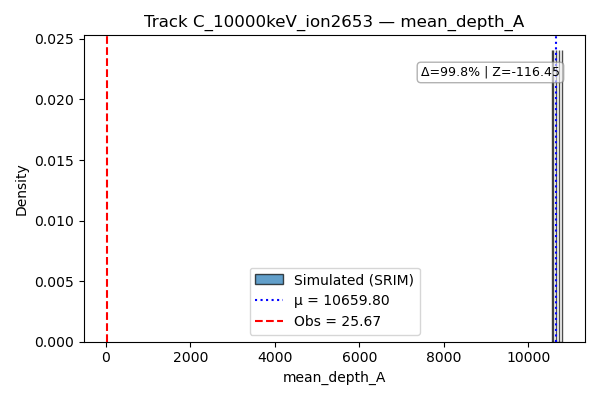 Track C_10000keV_ion2653 — mean_depth_A
Δ=99.8% | Z=-116.45
0.025
0.020
0.015
0.010
0.005
0.000
Density
Simulated (SRIM)
μ = 10659.80
Obs = 25.67
0 2000 4000 6000 8000 10000
mean_depth_A